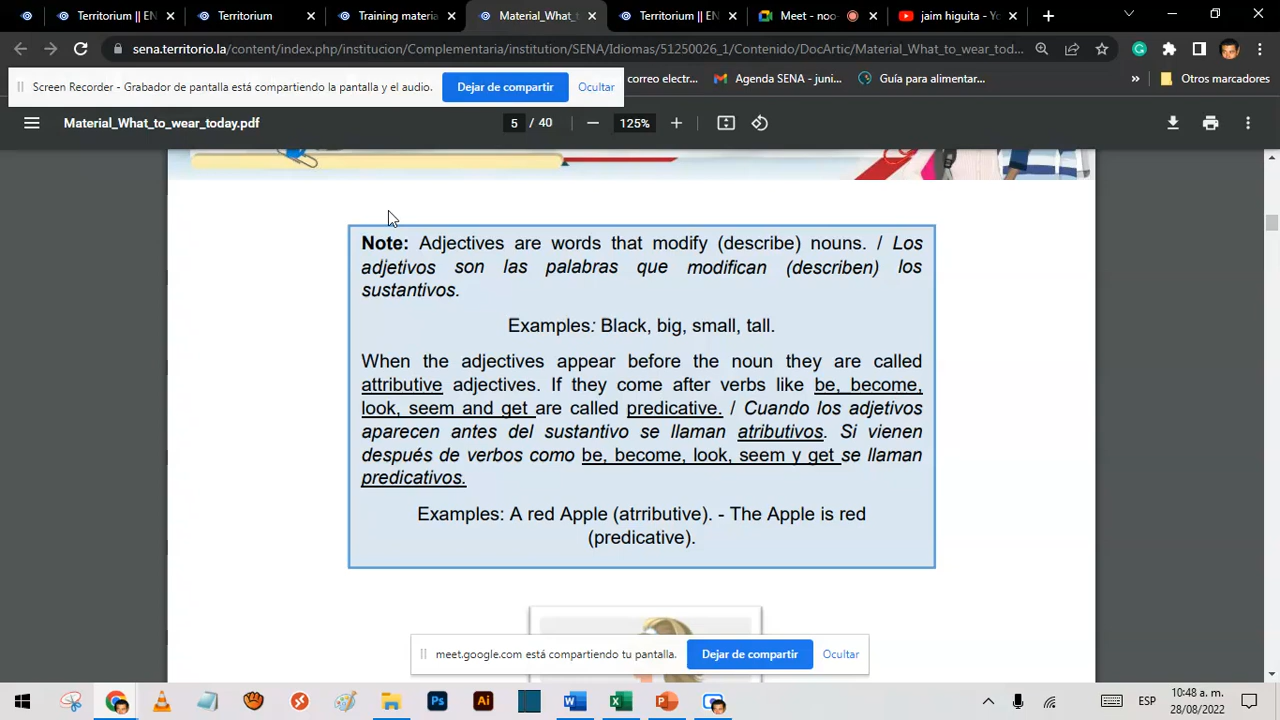 Territorium || EN
Territorium
Training materia
Material_What_to
Territorium || EN
Meet - noo
jaim higuita - Yo
sena.territorio.la/content/index.php/institucion/Complementaria/institution/SENA/Idiomas/51250026_1/Contenido/DocArtic/Material_What_to_wear_tod...
Screen Recorder - Grabador de pantalla está compartiendo la pantalla y el audio.
Dejar de compartir
Ocultar
correo electr...
Agenda SENA - juni...
Guía para alimentar...
»
Otros marcadores
Material_What_to_wear_today.pdf
5 / 40
125%
Note: Adjectives are words that modify (describe) nouns. / Los
adjetivos son las palabras que modifican (describen) los
sustantivos.
Examples: Black, big, small, tall.
When the adjectives appear before the noun they are called
attributive adjectives. If they come after verbs like be, become,
look, seem and get are called predicative. / Cuando los adjetivos
aparecen antes del sustantivo se llaman atributivos. Si vienen
después de verbos como be, become, look, seem y get se llaman
predicativos.
Examples: A red Apple (atrributive). - The Apple is red
(predicative).
meet.google.com está compartiendo tu pantalla.
Dejar de compartir
Ocultar
Ps
Ai
ESP
10:48 a. m.
28/08/2022